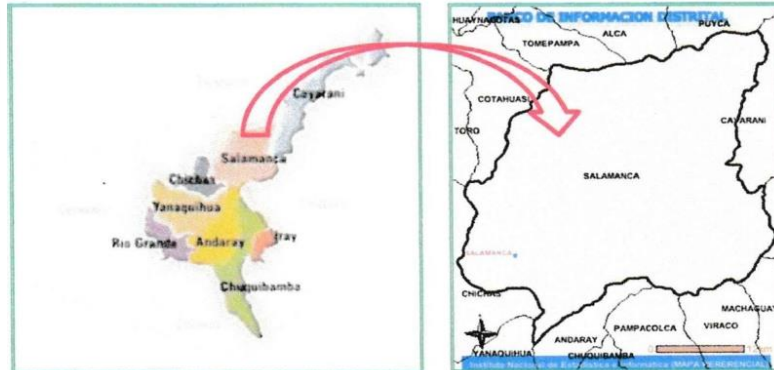 Cayarani
Salamanca
Chichas
Yanaquihua
Rio Grande
Andaray
Iray
Chuquibamba
BANCO DE INFORMACION DISTRITAL
HUAYNACOTAS
PUYCA
ALCA
TOMEPAMPA
COTAHUASI
CAYARANI
TORO
SALAMANCA
SALAMANCA
CHICHAS
MACHAGUAY
ANDARAY
PAMPACOLCA
VIRACO
YANAQUIHUA
CHUQUIBAMBA
Instituto Nacional de Estadística e Informática (MAPA REFERENCIAL)